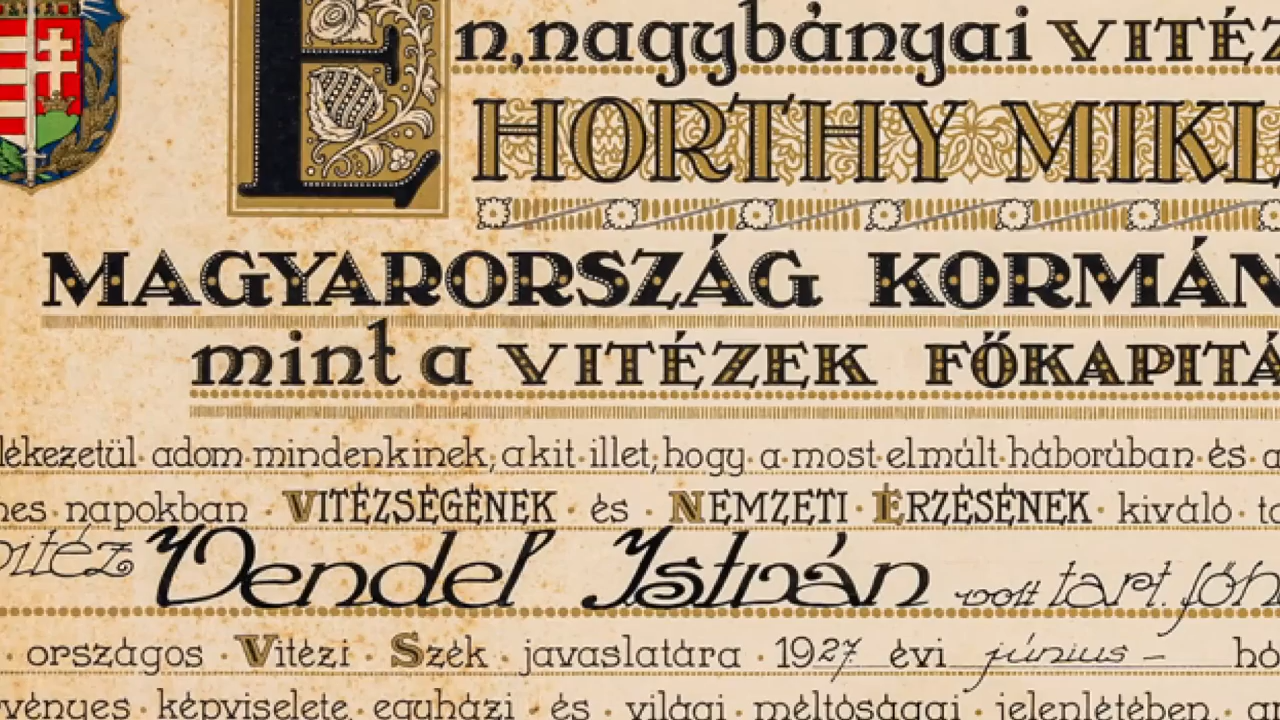 Én, nagybányai VITÉZ
HORTHY MIKL
MAGYARORSZÁG KORMÁN
mint a VITÉZEK FŐKAPITÁ
lékezetül adom mindenkinek, akit illet, hogy a most elmúlt háborúban és a
nes napokban VITÉZSÉGÉNEK és NEMZETI ÉRZÉSÉNEK kiváló ta
vitéz Vendel István volt tart. főh
országos Vitézi Szék javaslatára 1927 évi június - hó
vényes képviselete egyházi és világi méltóságai jelenlétében